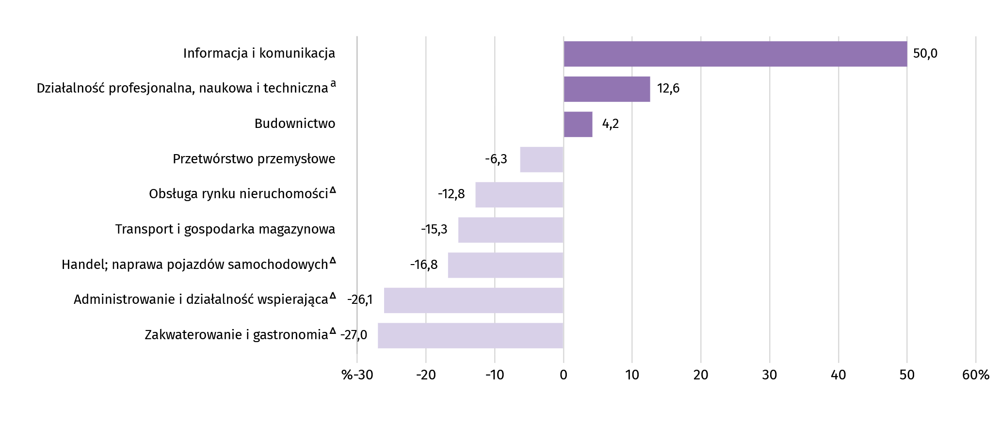 Informacja i komunikacja 50,0
Działalność profesjonalna, naukowa i techniczna a 12,6
Budownictwo 4,2
Przetwórstwo przemysłowe -6,3
Obsługa rynku nieruchomości Δ -12,8
Transport i gospodarka magazynowa -15,3
Handel; naprawa pojazdów samochodowych Δ -16,8
Administrowanie i działalność wspierająca Δ -26,1
Zakwaterowanie i gastronomia Δ -27,0
%-30 -20 -10 0 10 20 30 40 50 60%